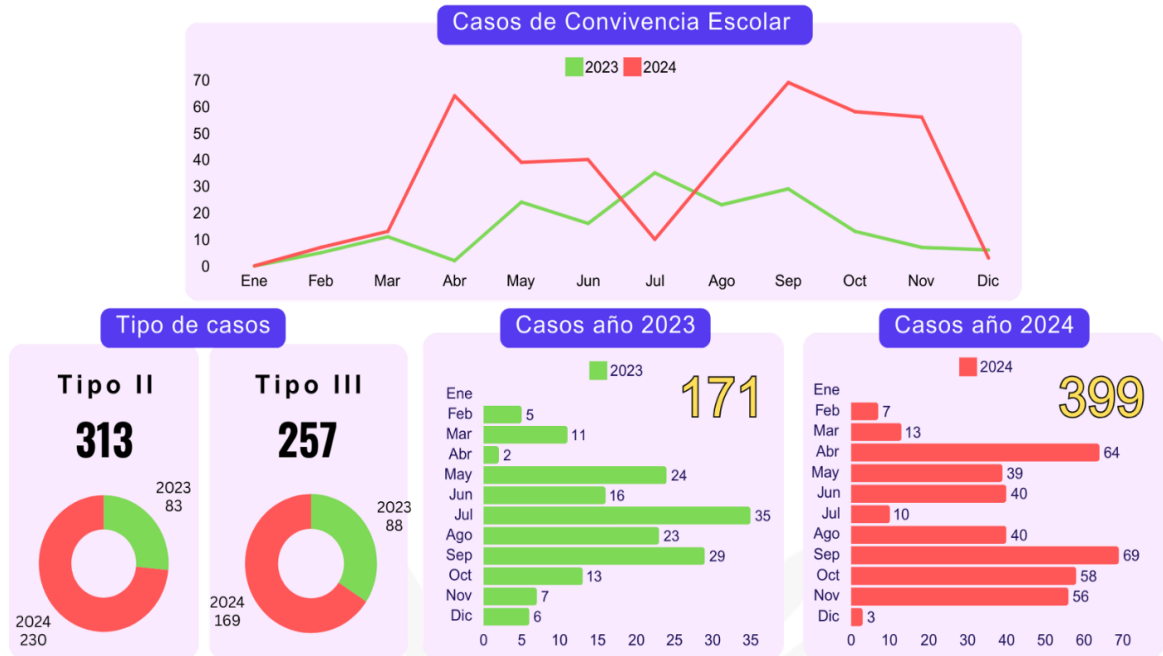 Casos de Convivencia Escolar
2023 2024
70
60
50
40
30
20
10
0
Ene Feb Mar Abr May Jun Jul Ago Sep Oct Nov Dic
Tipo de casos
Tipo II
313
2023
83
2024
230
Tipo III
257
2023
88
2024
169
Casos año 2023
2023
171
Ene
Feb 5
Mar 11
Abr 2
May 24
Jun 16
Jul 35
Ago 23
Sep 29
Oct 13
Nov 7
Dic 6
0 5 10 15 20 25 30 35
Casos año 2024
2024
399
Ene
Feb 7
Mar 13
Abr 64
May 39
Jun 40
Jul 10
Ago 40
Sep 69
Oct 58
Nov 56
Dic 3
0 10 20 30 40 50 60 70